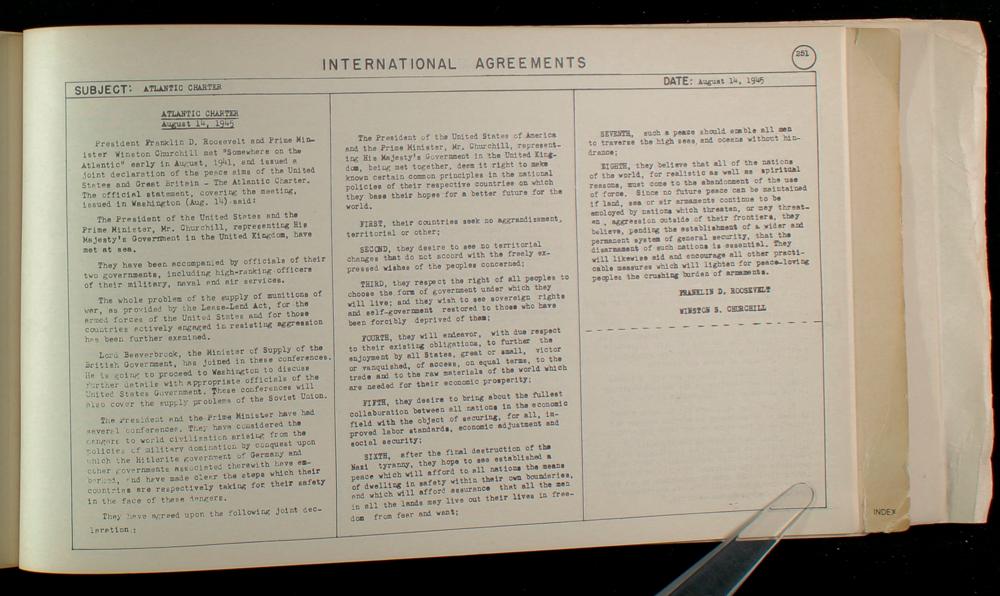 INTERNATIONAL AGREEMENTS
251
SUBJECT: ATLANTIC CHARTER
DATE: August 14, 1945
ATLANTIC CHARTER
August 14, 1945
President Franklin D. Roosevelt and Prime Min-
ister Winston Churchill met "Somewhere on the
Atlantic" early in August, 1941, and issued a
joint declaration of the peace aims of the United
States and Great Britain - The Atlantic Charter.
The official statement, covering the meeting,
issued in Washington (Aug. 14) said:
The President of the United States and the
Prime Minister, Mr. Churchill, representing His
Majesty's Government in the United Kingdom, have
met at sea.
They have been accompanied by officials of their
two governments, including high-ranking officers
of their military, naval and air services.
The whole problem of the supply of munitions of
war, as provided by the Lease-Lend Act, for the
armed forces of the United States and for those
countries actively engaged in resisting aggression
has been further examined.
Lord Beaverbrook, the Minister of Supply of the
British Government, has joined in these conferences.
He is going to proceed to Washington to discuss
further details with appropriate officials of the
United States Government. These conferences will
also cover the supply problems of the Soviet Union.
The President and the Prime Minister have had
several conferences. They have considered the
dangers to world civilization arising from the
policies of military domination by conquest upon
which the Hitlerite government of Germany and
other governments associated therewith have em-
barked, and have made clear the steps which their
countries are respectively taking for their safety
in the face of these dangers.
They have agreed upon the following joint dec-
laration:
The President of the United States of America
and the Prime Minister, Mr. Churchill, represent-
ing His Majesty's Government in the United King-
dom, being met together, deem it right to make
known certain common principles in the national
policies of their respective countries on which
they base their hopes for a better future for the
world.
FIRST, their countries seek no aggrandizement,
territorial or other;
SECOND, they desire to see no territorial
changes that do not accord with the freely ex-
pressed wishes of the peoples concerned;
THIRD, they respect the right of all peoples to
choose the form of government under which they
will live; and they wish to see sovereign rights
and self-government restored to those who have
been forcibly deprived of them;
FOURTH, they will endeavor, with due respect
to their existing obligations, to further the
enjoyment by all States, great or small, victor
or vanquished, of access, on equal terms, to the
trade and to the raw materials of the world which
are needed for their economic prosperity;
FIFTH, they desire to bring about the fullest
collaboration between all nations in the economic
field with the object of securing, for all, im-
proved labor standards, economic adjustment and
social security;
SIXTH, after the final destruction of the
Nazi tyranny, they hope to see established a
peace which will afford to all nations the means
of dwelling in safety within their own boundaries,
and which will afford assurance that all the men
in all the lands may live out their lives in free-
dom from fear and want;
SEVENTH, such a peace should enable all men
to traverse the high seas and oceans without hin-
drance;
EIGHTH, they believe that all of the nations
of the world, for realistic as well as spiritual
reasons, must come to the abandonment of the use
of force. Since no future peace can be maintained
if land, sea or air armaments continue to be
employed by nations which threaten, or may threat-
en, aggression outside of their frontiers, they
believe, pending the establishment of a wider and
permanent system of general security, that the
disarmament of such nations is essential. They
will likewise aid and encourage all other practi-
cable measures which will lighten for peace-loving
peoples the crushing burden of armaments.
FRANKLIN D. ROOSEVELT
WINSTON S. CHURCHILL
INDEX